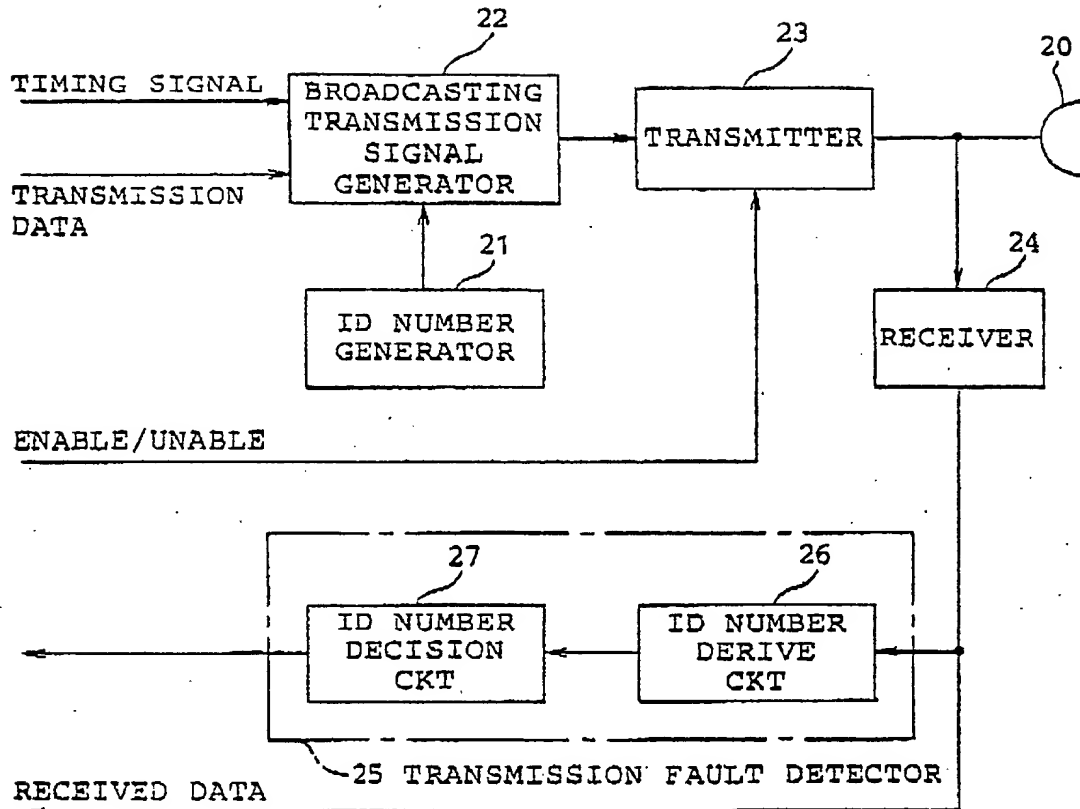 22
23
20
TIMING SIGNAL
BROADCASTING
TRANSMISSION
SIGNAL
GENERATOR
TRANSMITTER
TRANSMISSION
DATA
21
24
ID NUMBER
GENERATOR
RECEIVER
ENABLE/UNABLE
27
26
ID NUMBER
DECISION
CKT
ID NUMBER
DERIVE
CKT
25 TRANSMISSION FAULT DETECTOR
RECEIVED DATA